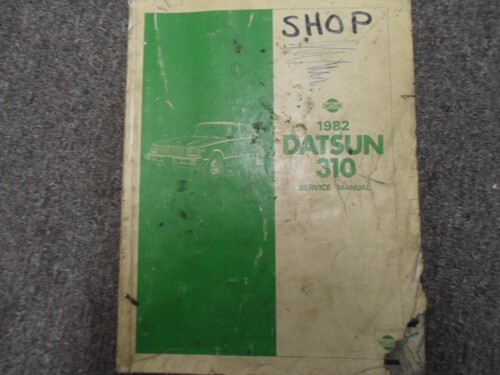 SHOP
1982
DATSUN
310
SERVICE MANUAL